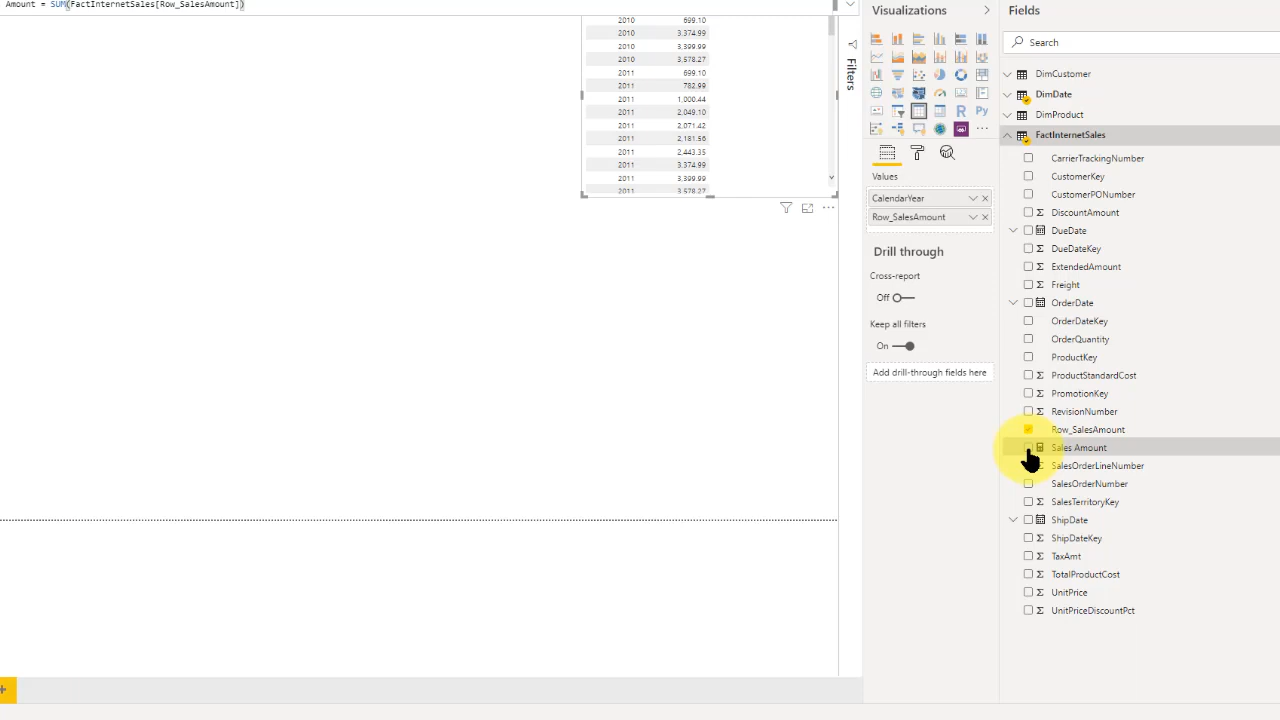 Amount = SUM(FactInternetSales[Row_SalesAmount])
2010 699.10
2010 3,374.99
2010 3,399.99
2010 3,578.27
2011 699.10
2011 782.99
2011 1,000.44
2011 2,049.10
2011 2,071.42
2011 2,181.56
2011 2,443.35
2011 3,374.99
2011 3,399.99
2011 3,578.27
Filters
Visualizations
R
Py
Values
CalendarYear
Row_SalesAmount
Drill through
Cross-report
Off
Keep all filters
On
Add drill-through fields here
Fields
Search
DimCustomer
DimDate
DimProduct
FactInternetSales
CarrierTrackingNumber
CustomerKey
CustomerPONumber
DiscountAmount
DueDate
DueDateKey
ExtendedAmount
Freight
OrderDate
OrderDateKey
OrderQuantity
ProductKey
ProductStandardCost
PromotionKey
RevisionNumber
Row_SalesAmount
Sales Amount
SalesOrderLineNumber
SalesOrderNumber
SalesTerritoryKey
ShipDate
ShipDateKey
TaxAmt
TotalProductCost
UnitPrice
UnitPriceDiscountPct